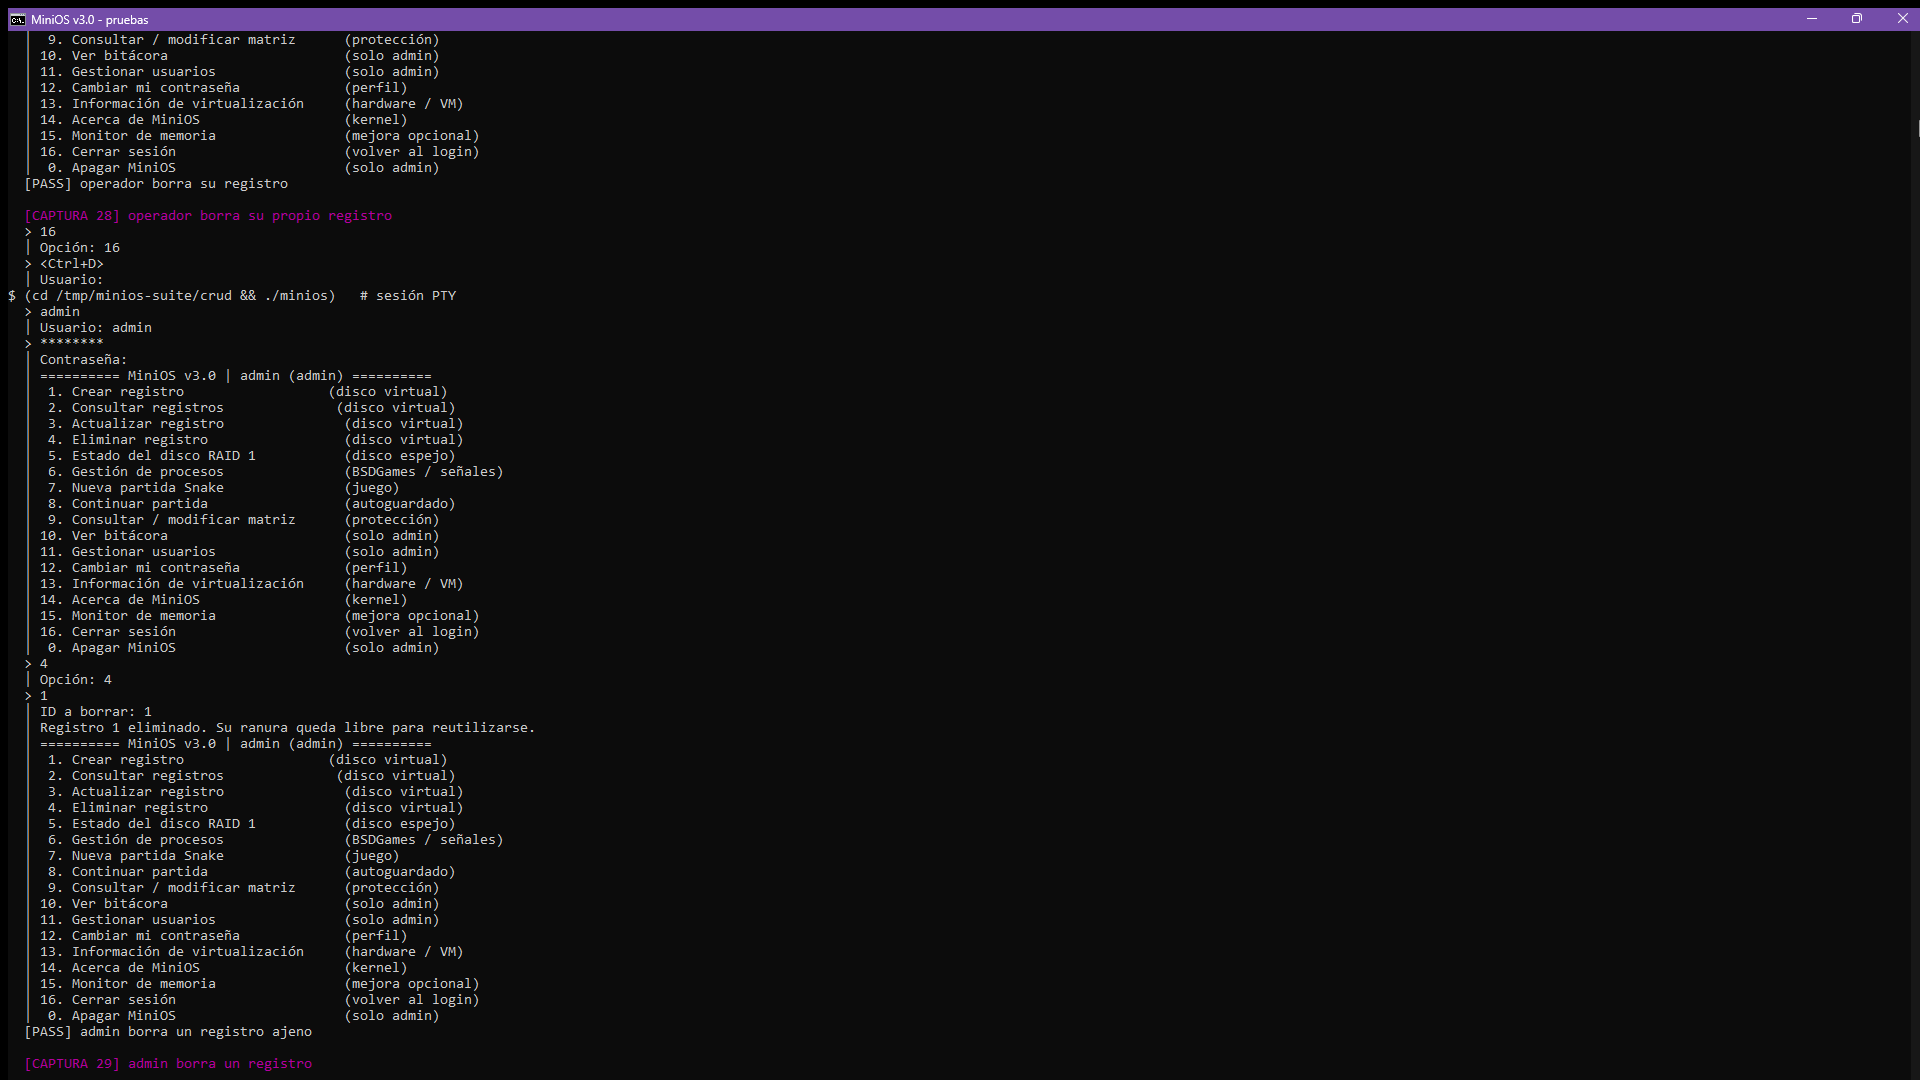 MiniOS v3.0 - pruebas
│  9. Consultar / modificar matriz      (protección)
│ 10. Ver bitácora                      (solo admin)
│ 11. Gestionar usuarios                (solo admin)
│ 12. Cambiar mi contraseña             (perfil)
│ 13. Información de virtualización     (hardware / VM)
│ 14. Acerca de MiniOS                  (kernel)
│ 15. Monitor de memoria                (mejora opcional)
│ 16. Cerrar sesión                     (volver al login)
│  0. Apagar MiniOS                     (solo admin)
[PASS] operador borra su registro
[CAPTURA 28] operador borra su propio registro
> 16
│ Opción: 16
> <Ctrl+D>
│ Usuario:
$ (cd /tmp/minios-suite/crud && ./minios)   # sesión PTY
> admin
│ Usuario: admin
> ********
│ Contraseña:
│ ========== MiniOS v3.0 | admin (admin) ==========
│  1. Crear registro                  (disco virtual)
│  2. Consultar registros              (disco virtual)
│  3. Actualizar registro               (disco virtual)
│  4. Eliminar registro                 (disco virtual)
│  5. Estado del disco RAID 1           (disco espejo)
│  6. Gestión de procesos               (BSDGames / señales)
│  7. Nueva partida Snake               (juego)
│  8. Continuar partida                 (autoguardado)
│  9. Consultar / modificar matriz      (protección)
│ 10. Ver bitácora                      (solo admin)
│ 11. Gestionar usuarios                (solo admin)
│ 12. Cambiar mi contraseña             (perfil)
│ 13. Información de virtualización     (hardware / VM)
│ 14. Acerca de MiniOS                  (kernel)
│ 15. Monitor de memoria                (mejora opcional)
│ 16. Cerrar sesión                     (volver al login)
│  0. Apagar MiniOS                     (solo admin)
> 4
│ Opción: 4
> 1
│ ID a borrar: 1
│ Registro 1 eliminado. Su ranura queda libre para reutilizarse.
│ ========== MiniOS v3.0 | admin (admin) ==========
│  1. Crear registro                  (disco virtual)
│  2. Consultar registros              (disco virtual)
│  3. Actualizar registro               (disco virtual)
│  4. Eliminar registro                 (disco virtual)
│  5. Estado del disco RAID 1           (disco espejo)
│  6. Gestión de procesos               (BSDGames / señales)
│  7. Nueva partida Snake               (juego)
│  8. Continuar partida                 (autoguardado)
│  9. Consultar / modificar matriz      (protección)
│ 10. Ver bitácora                      (solo admin)
│ 11. Gestionar usuarios                (solo admin)
│ 12. Cambiar mi contraseña             (perfil)
│ 13. Información de virtualización     (hardware / VM)
│ 14. Acerca de MiniOS                  (kernel)
│ 15. Monitor de memoria                (mejora opcional)
│ 16. Cerrar sesión                     (volver al login)
│  0. Apagar MiniOS                     (solo admin)
[PASS] admin borra un registro ajeno
[CAPTURA 29] admin borra un registro